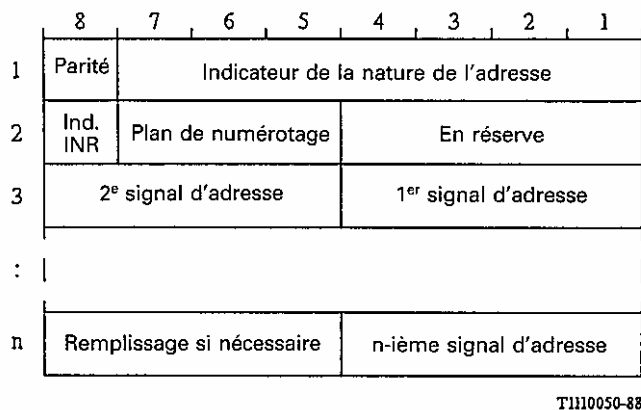 8 7 6 5 4 3 2 1
1 Parité Indicateur de la nature de l'adresse
2 Ind. INR Plan de numérotage En réserve
3 2e signal d'adresse 1er signal d'adresse
:
n Remplissage si nécessaire n-ième signal d'adresse
T1110050-88